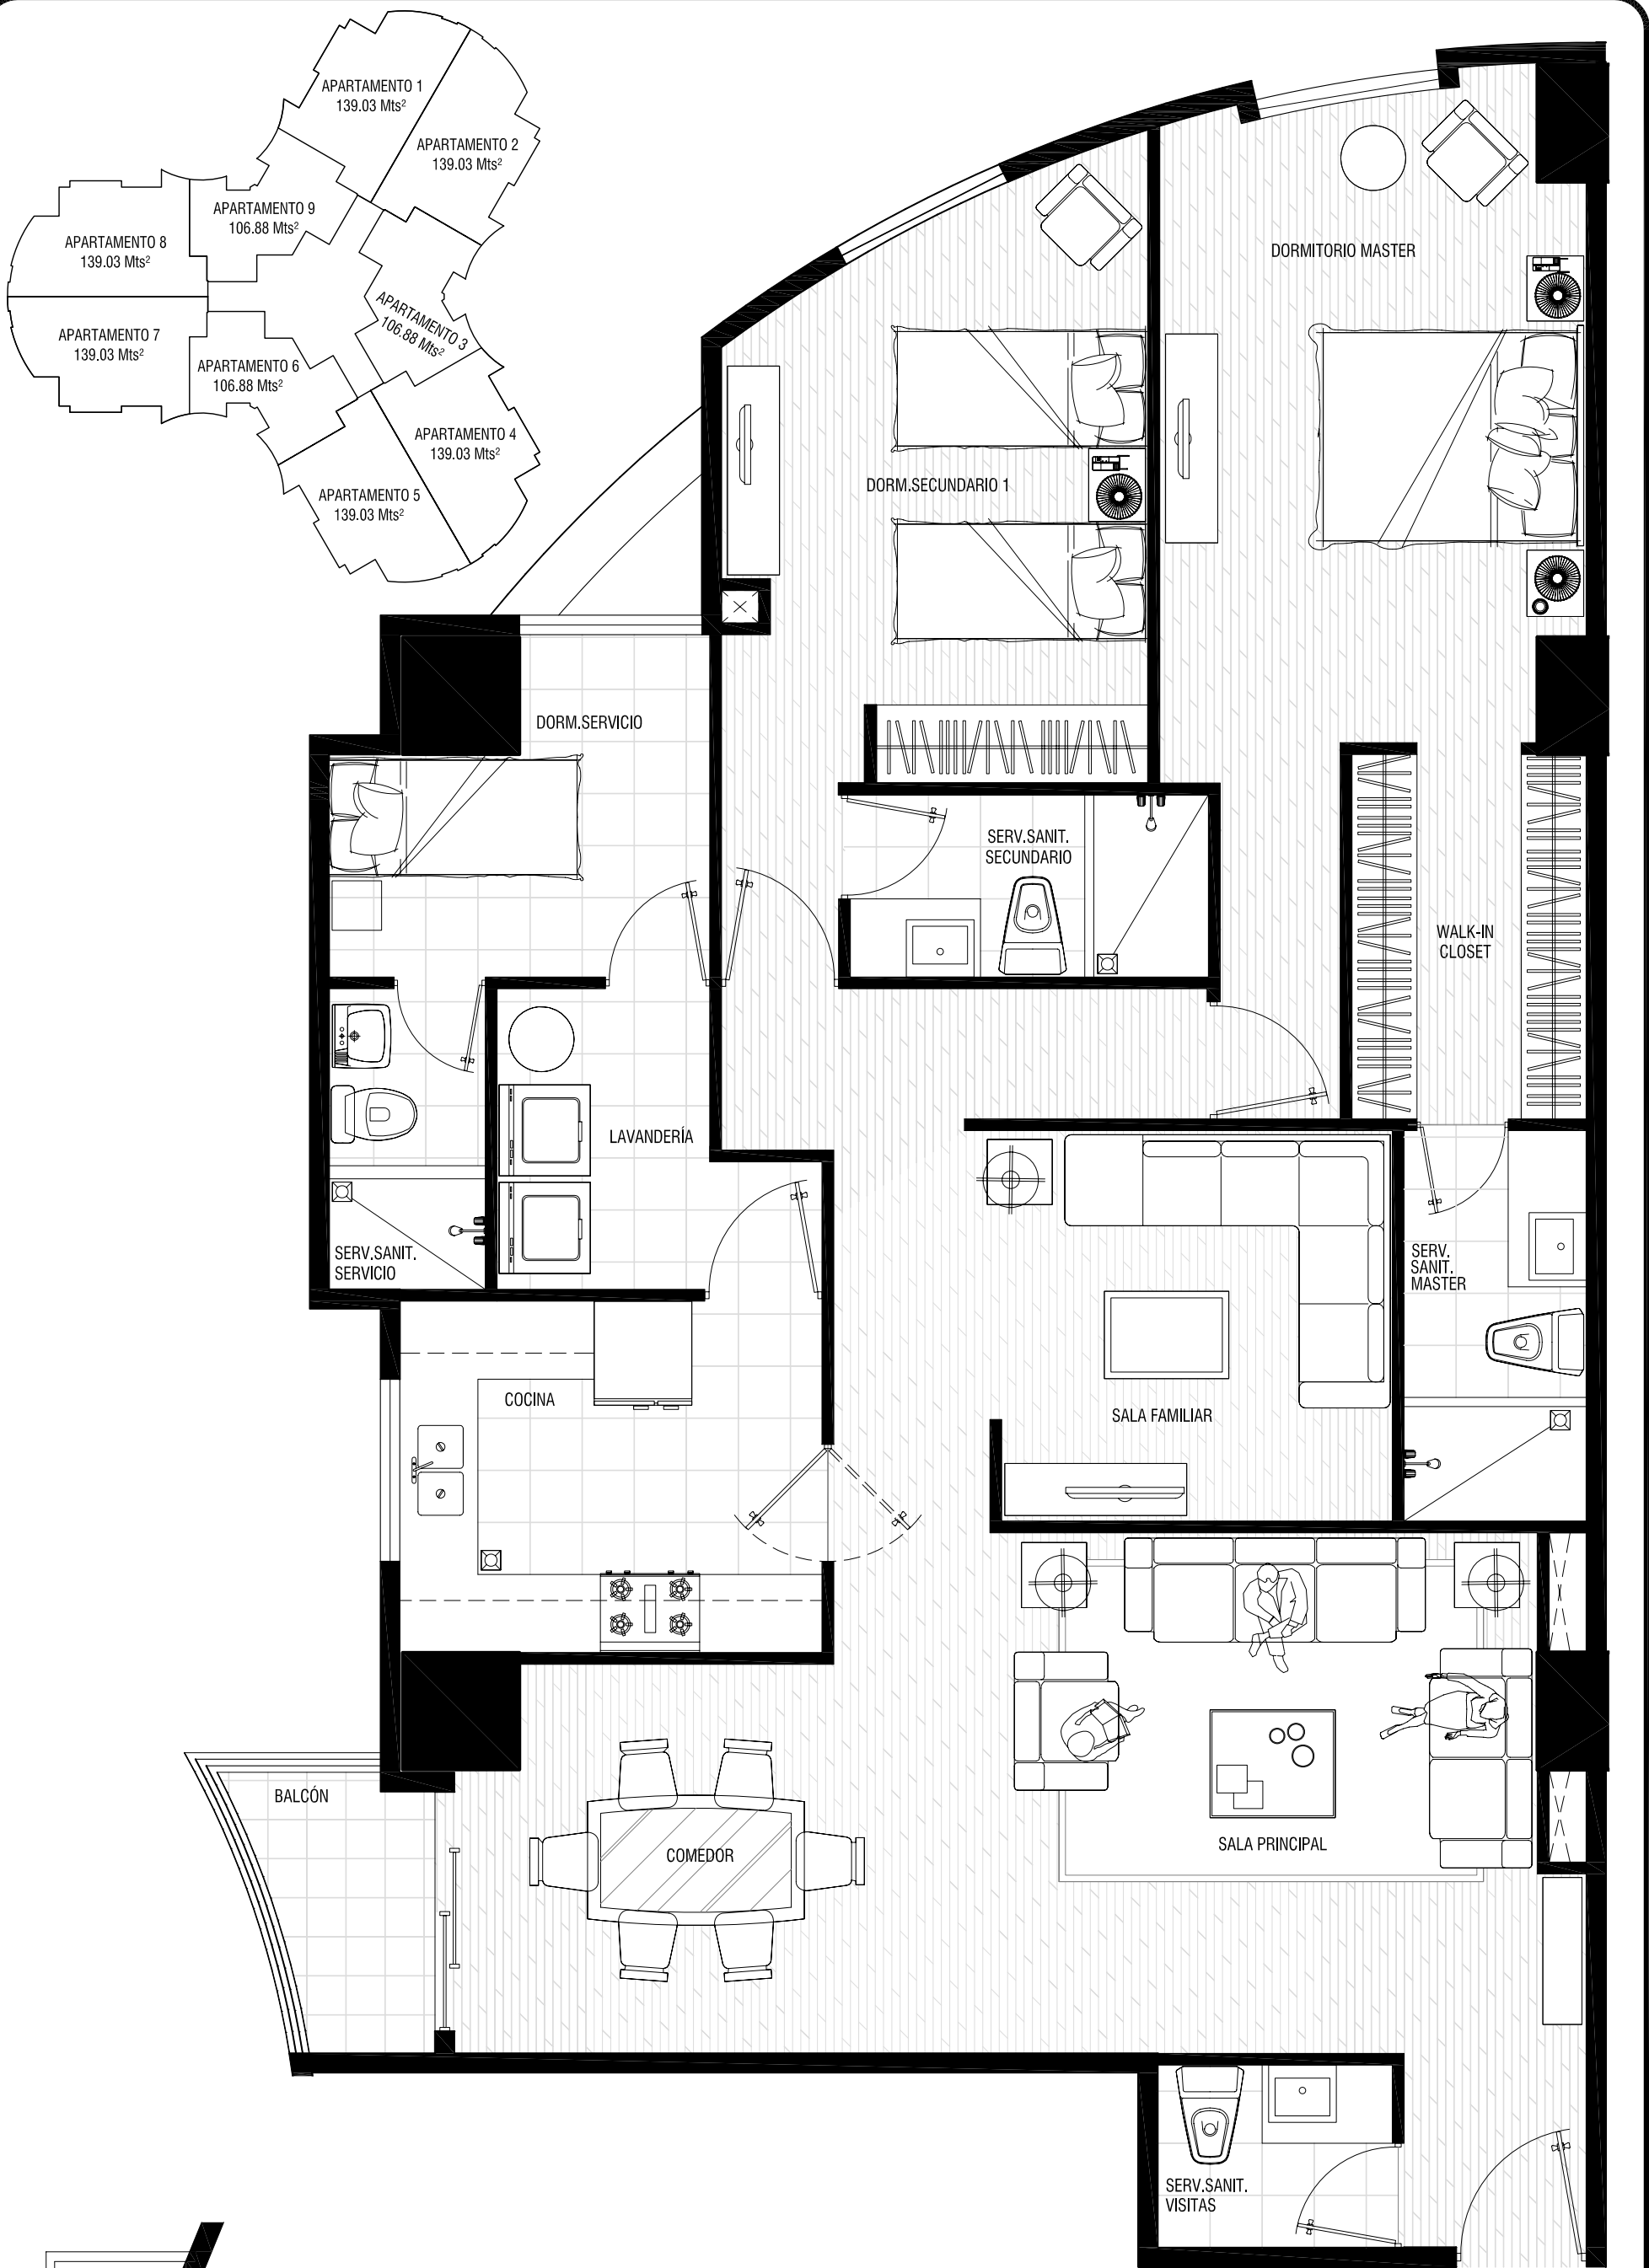 APARTAMENTO 1
139.03 Mts²
APARTAMENTO 2
139.03 Mts²
APARTAMENTO 9
106.88 Mts²
APARTAMENTO 8
139.03 Mts²
APARTAMENTO 3
106.88 Mts²
APARTAMENTO 7
139.03 Mts²
APARTAMENTO 6
106.88 Mts²
APARTAMENTO 4
139.03 Mts²
APARTAMENTO 5
139.03 Mts²
DORMITORIO MASTER
DORM.SECUNDARIO 1
DORM.SERVICIO
SERV.SANIT.
SECUNDARIO
WALK-IN
CLOSET
LAVANDERÍA
SERV.SANIT.
SERVICIO
SERV.
SANIT.
MASTER
COCINA
SALA FAMILIAR
BALCÓN
COMEDOR
SALA PRINCIPAL
SERV.SANIT.
VISITAS